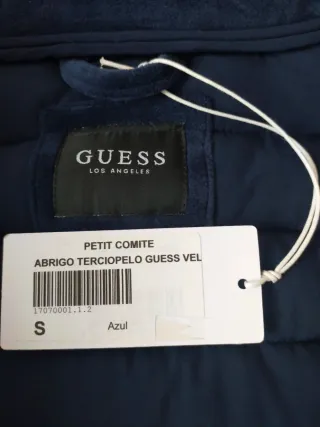 GUESS
LOS ANGELES
PETIT COMITE
ABRIGO TERCIOPELO GUESS VEL
17070001.1.2
S Azul